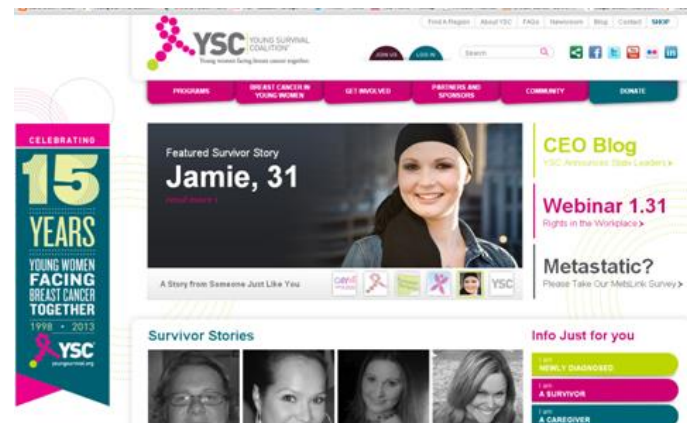 Find A Region
About YSC
FAQs
Newsroom
Blog
Contact
SHOP
YSC
YOUNG SURVIVAL
COALITION
Young women facing breast cancer together.
JOIN US
LOG IN
Search
PROGRAMS
BREAST CANCER IN
YOUNG WOMEN
GET INVOLVED
PARTNERS AND
SPONSORS
COMMUNITY
DONATE
CELEBRATING
15
YEARS
YOUNG WOMEN
FACING
BREAST CANCER
TOGETHER
1998 • 2013
YSC
youngsurvival.org
Featured Survivor Story
Jamie, 31
read more ›
A Story from Someone Just Like You
YSC
CEO Blog
YSC Announces State Leaders >
Webinar 1.31
Rights in the Workplace >
Metastatic?
Please Take Our MetsLink Survey >
Survivor Stories
Info Just for you
I am
NEWLY DIAGNOSED
I am
A SURVIVOR
I am
A CAREGIVER